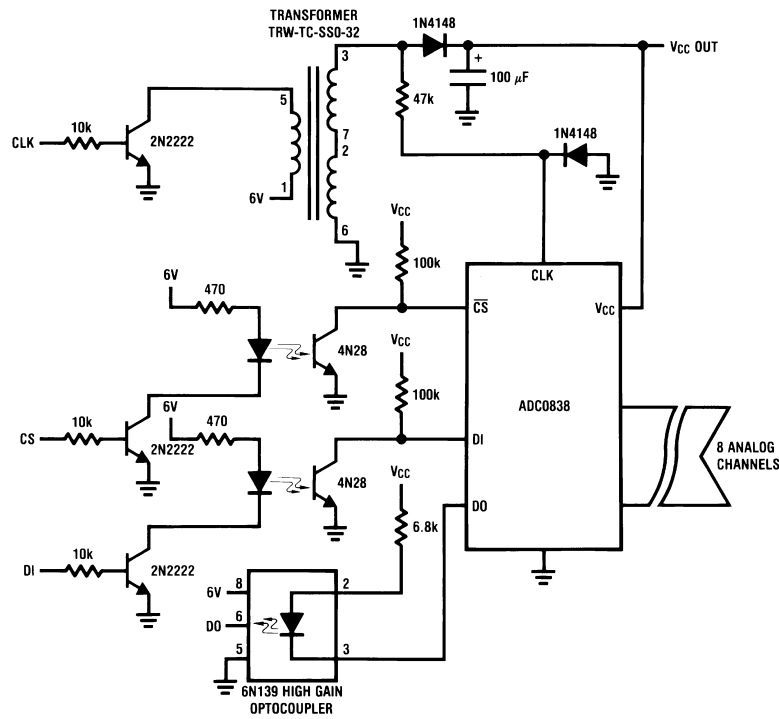 TRANSFORMER
TRW-TC-SS0-32
1N4148
3
VCC OUT
+
100 µF
47k
5
10k
CLK
2N2222
7
2
1N4148
1
6V
6
VCC
100k
CLK
6V
470
CS
VCC
4N28
VCC
100k
ADC0838
6V
470
10k
CS
2N2222
DI
8 ANALOG
CHANNELS
4N28
VCC
DO
6.8k
10k
DI
2N2222
8
2
6V
6
DO
5
3
6N139 HIGH GAIN
OPTOCOUPLER